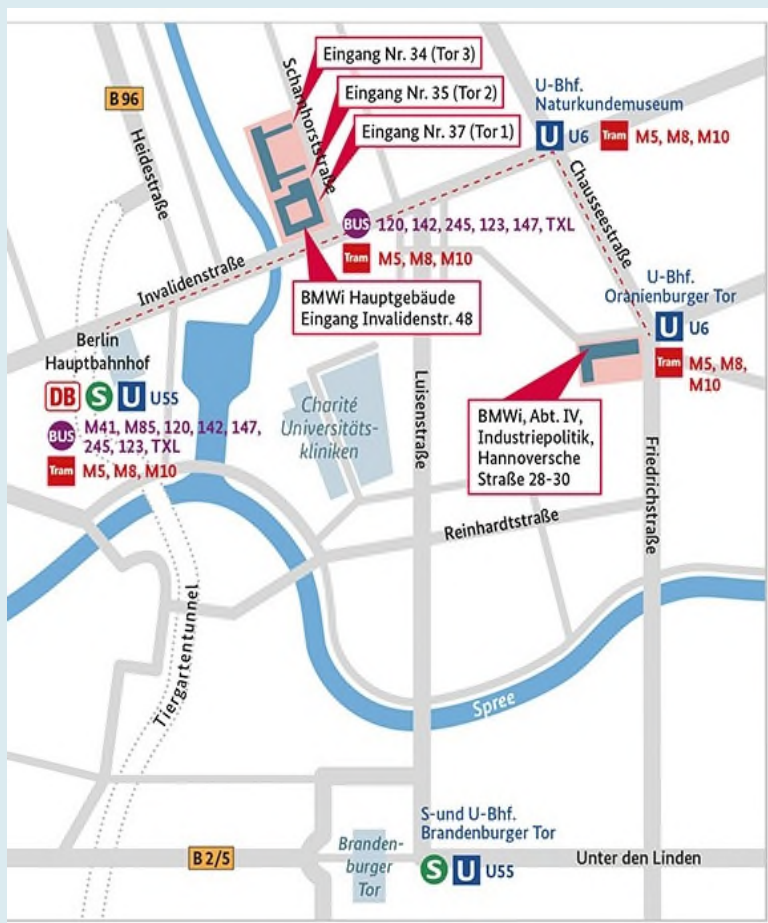 Eingang Nr. 34 (Tor 3)
Eingang Nr. 35 (Tor 2)
Eingang Nr. 37 (Tor 1)
Scharnhorststraße
B 96
Heidestraße
U-Bhf.
Naturkundemuseum
U U6 Tram M5, M8, M10
Chausseestraße
BUS 120, 142, 245, 123, 147, TXL
Tram M5, M8, M10
Invalidenstraße
BMWi Hauptgebäude
Eingang Invalidenstr. 48
U-Bhf.
Oranienburger Tor
U U6
Tram M5, M8,
M10
Berlin
Hauptbahnhof
DB S U U55
BUS M41, M85, 120, 142, 147,
245, 123, TXL
Tram M5, M8, M10
Charité
Universitäts-
kliniken
Luisenstraße
BMWi, Abt. IV,
Industriepolitik,
Hannoversche
Straße 28-30
Friedrichstraße
Reinhardtstraße
Tiergartentunnel
Spree
S-und U-Bhf.
Brandenburger Tor
S U U55
Branden-
burger
Tor
B 2/5
Unter den Linden